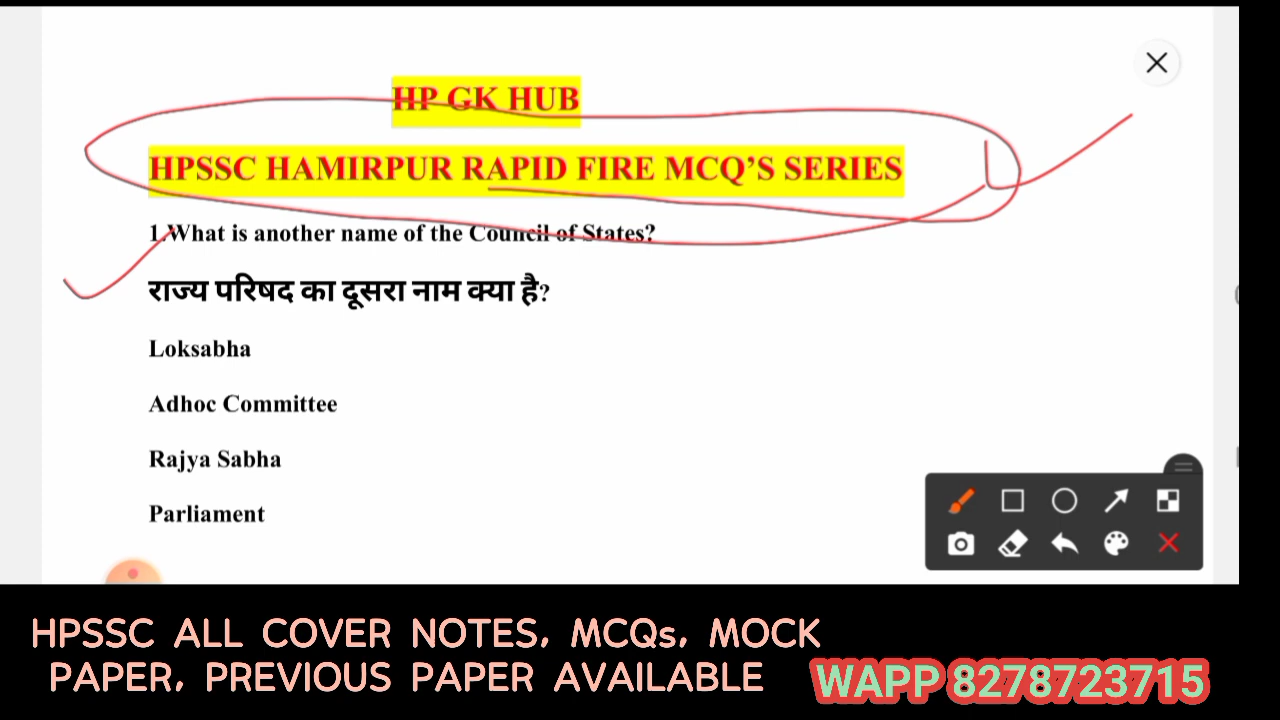 HP GK HUB
HPSSC HAMIRPUR RAPID FIRE MCQ’S SERIES
1.What is another name of the Council of States?
राज्य परिषद का दूसरा नाम क्या है?
Loksabha
Adhoc Committee
Rajya Sabha
Parliament
HPSSC ALL COVER NOTES, MCQs, MOCK
PAPER, PREVIOUS PAPER AVAILABLE
WAPP 8278723715